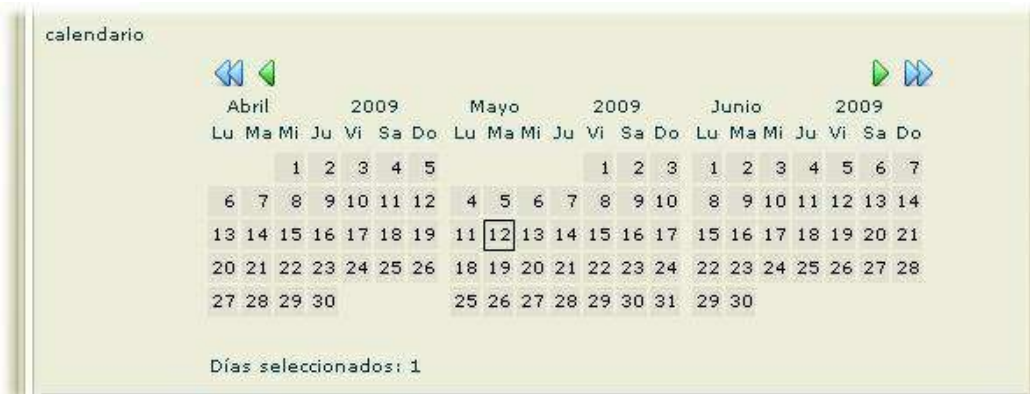 calendario
Abril 2009 Mayo 2009 Junio 2009
Lu Ma Mi Ju Vi Sa Do Lu Ma Mi Ju Vi Sa Do Lu Ma Mi Ju Vi Sa Do
1 2 3 4 5 1 2 3 1 2 3 4 5 6 7
6 7 8 9 10 11 12 4 5 6 7 8 9 10 8 9 10 11 12 13 14
13 14 15 16 17 18 19 11 12 13 14 15 16 17 15 16 17 18 19 20 21
20 21 22 23 24 25 26 18 19 20 21 22 23 24 22 23 24 25 26 27 28
27 28 29 30 25 26 27 28 29 30 31 29 30
Días seleccionados: 1